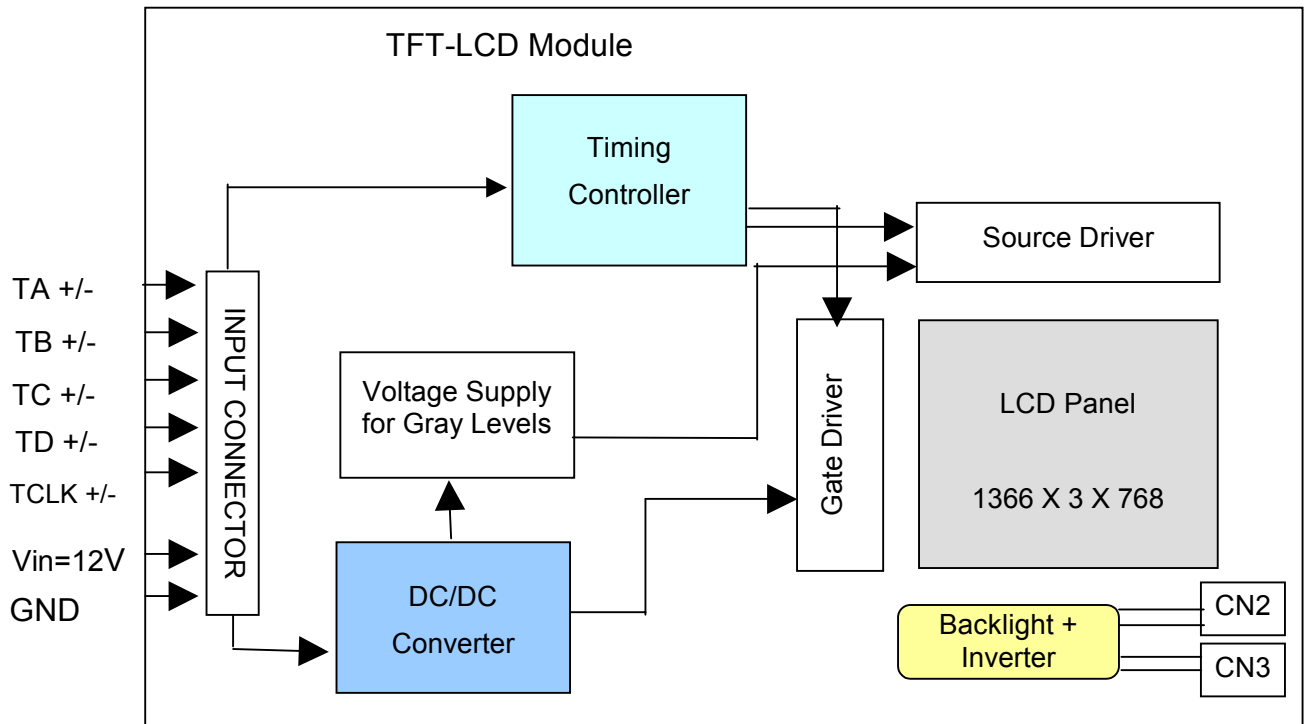 TFT-LCD Module
Timing
Controller
Source Driver
TA +/-
TB +/-
TC +/-
TD +/-
TCLK +/-
Vin=12V
GND
INPUT CONNECTOR
Voltage Supply
for Gray Levels
Gate Driver
LCD Panel
1366 X 3 X 768
DC/DC
Converter
Backlight +
Inverter
CN2
CN3